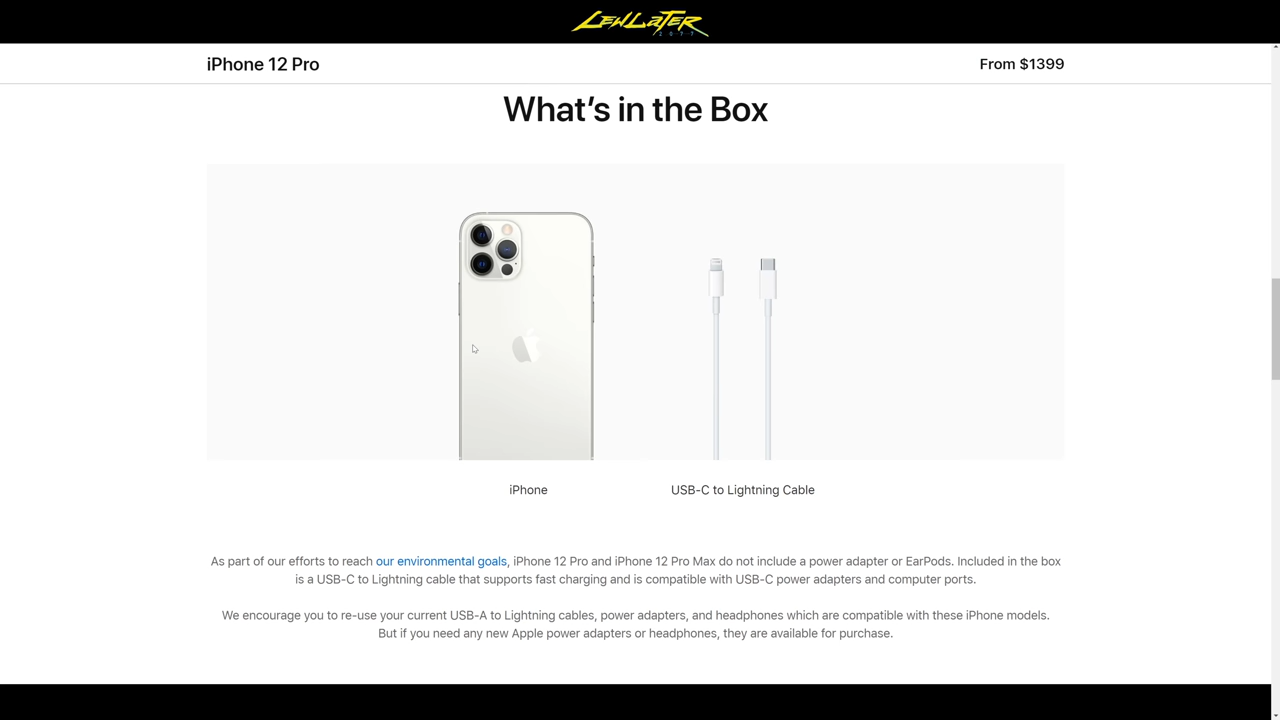 LEWLATER
2077
iPhone 12 Pro
From $1399
What's in the Box
iPhone
USB-C to Lightning Cable
As part of our efforts to reach our environmental goals, iPhone 12 Pro and iPhone 12 Pro Max do not include a power adapter or EarPods. Included in the box
is a USB-C to Lightning cable that supports fast charging and is compatible with USB-C power adapters and computer ports.
We encourage you to re-use your current USB-A to Lightning cables, power adapters, and headphones which are compatible with these iPhone models.
But if you need any new Apple power adapters or headphones, they are available for purchase.